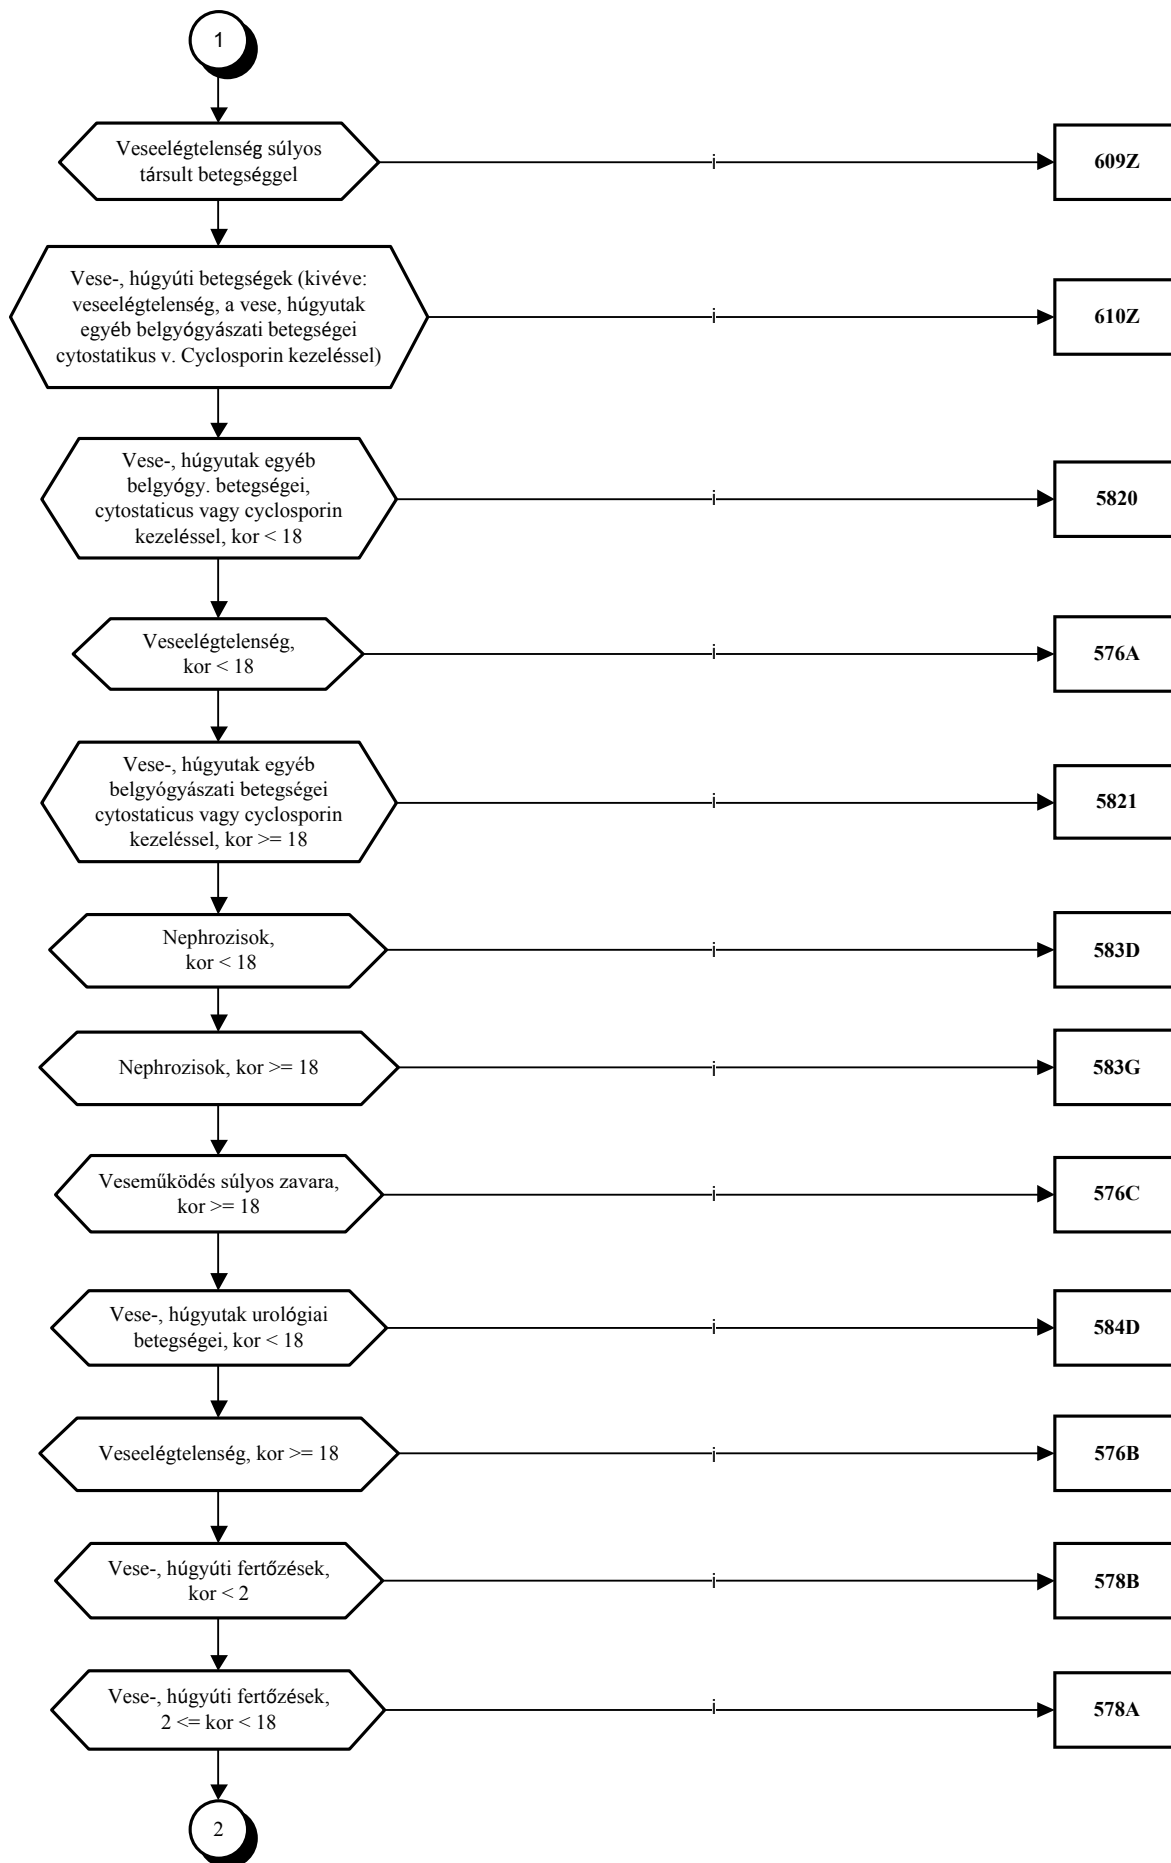 1
Veseelégtelenség súlyos
társult betegséggel
i
609Z
Vese-, húgyúti betegségek (kivéve:
veseelégtelenség, a vese, húgyutak
egyéb belgyógyászati betegségei
cytostatikus v. Cyclosporin kezeléssel)
i
610Z
Vese-, húgyutak egyéb
belgyógy. betegségei,
cytostaticus vagy cyclosporin
kezeléssel, kor < 18
i
5820
Veseelégtelenség,
kor < 18
i
576A
Vese-, húgyutak egyéb
belgyógyászati betegségei
cytostaticus vagy cyclosporin
kezeléssel, kor >= 18
i
5821
Nephrozisok,
kor < 18
i
583D
Nephrozisok, kor >= 18
i
583G
Veseműködés súlyos zavara,
kor >= 18
i
576C
Vese-, húgyutak urológiai
betegségei, kor < 18
i
584D
Veseelégtelenség, kor >= 18
i
576B
Vese-, húgyúti fertőzések,
kor < 2
i
578B
Vese-, húgyúti fertőzések,
2 <= kor < 18
i
578A
2